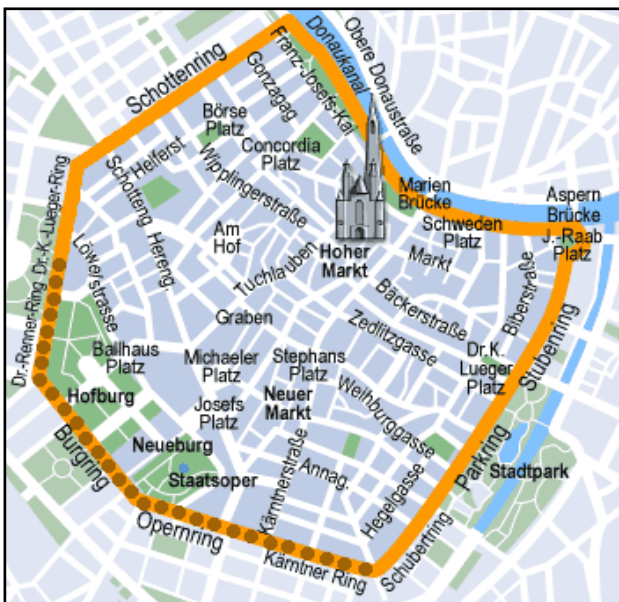 Schottenring
Donaukanal
Obere Donaustraße
Franz-Josefs-Kai
Gonzagag
Börse
Platz
Concordia
Platz
Helferst
Schotteng
Wipplingerstraße
Marien
Brücke
Aspern
Brücke
Schweden
Platz
J.-Raab
Platz
Dr.-K.-Lueger-Ring
Löwerstrasse
Hereng.
Am
Hof
Tuchlauben
Hoher
Markt
Markt
Bäckerstraße
Biberstraße
Dr.-Renner-Ring
Graben
Zedlitzgasse
Stubenring
Ballhaus
Platz
Michaeler
Platz
Stephans
Platz
Dr.K.
Lueger
Platz
Hofburg
Josefs
Platz
Neuer
Markt
Weihburggasse
Burgring
Neueburg
Staatsoper
Kärntnerstraße
Annag.
Hegelgasse
Parkring
Stadtpark
Opernring
Kärntner Ring
Schubertring